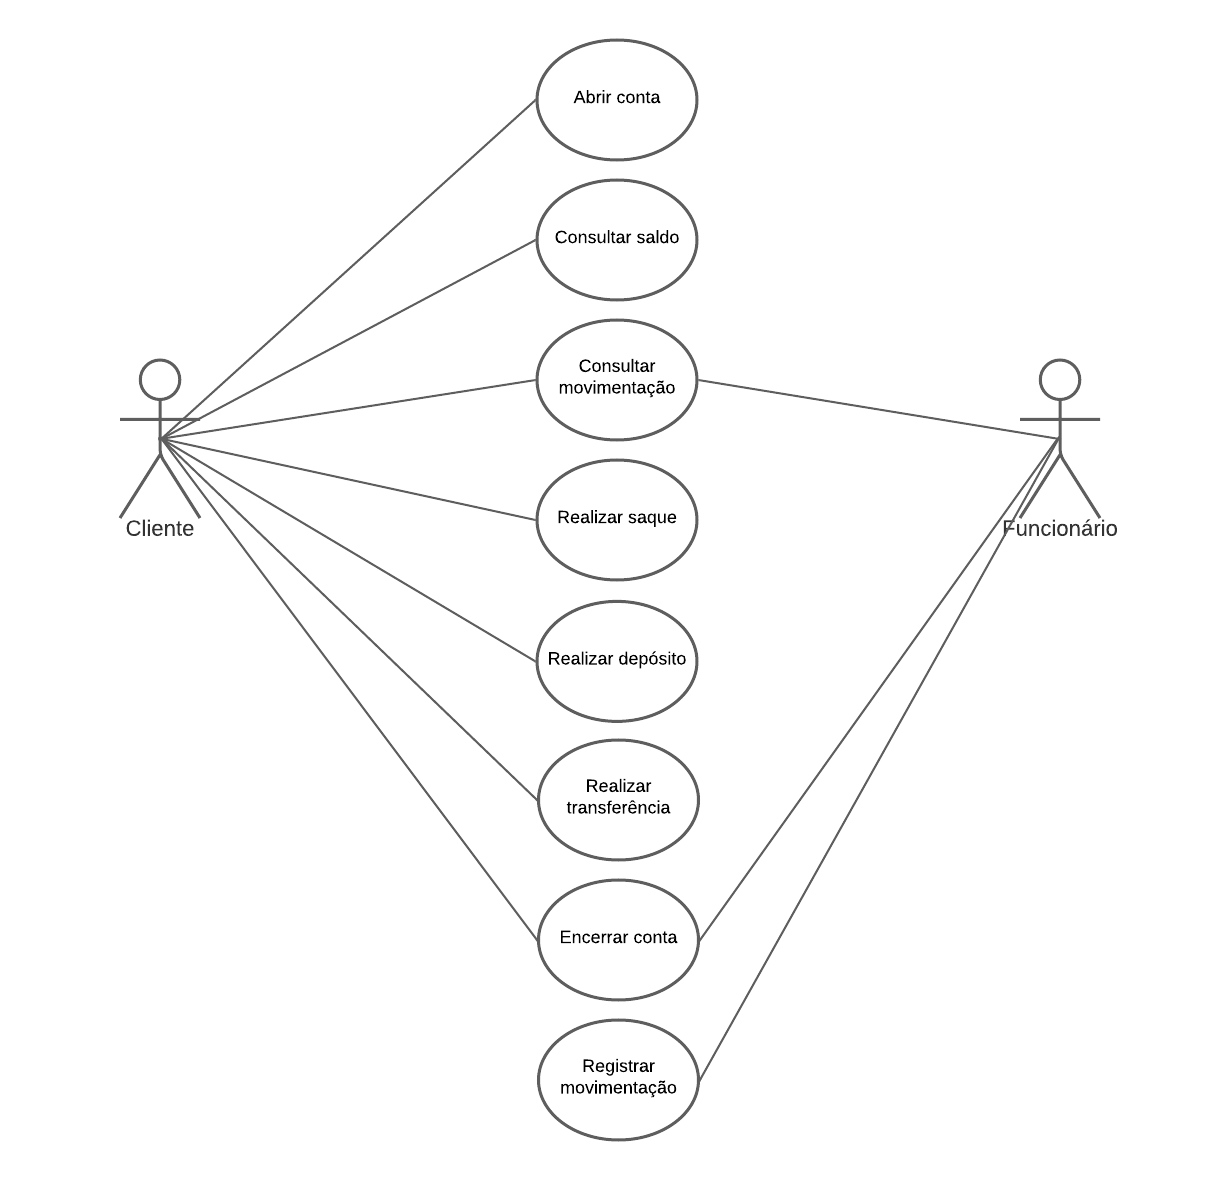 Abrir conta
Consultar saldo
Consultar
movimentação
Realizar saque
Cliente
Funcionário
Realizar depósito
Realizar
transferência
Encerrar conta
Registrar
movimentação